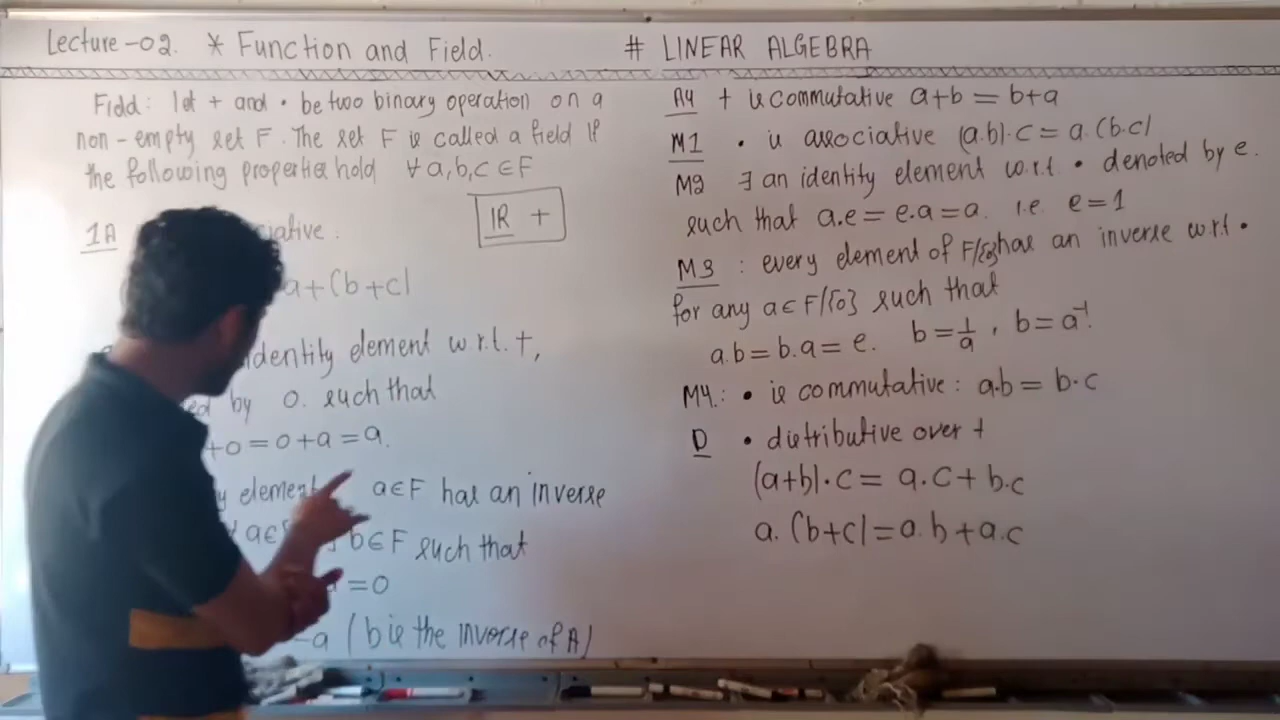 Lecture-02. * Function and Field.
# LINEAR ALGEBRA
Field: let + and • be two binary operation on a
non-empty set F. The set F is called a field if
the following propertie hold ∀ a,b,c ∈ F
1A ciative:
IR +
a+(b+c)
identity element w.r.t. +,
ed by 0. such that
+0 = 0+a = a.
y element a∈F has an inverse
b∈F such that
=0
-a (b is the inverse of A)
A4 + is commutative a+b = b+a
M1 • is associative (a.b).c = a.(b.c)
M2 ∃ an identity element w.r.t. • denoted by e.
such that a.e = e.a = a. i.e. e=1
M3 : every element of F/{0} has an inverse w.r.t •
for any a∈F/{0} such that
a.b = b.a = e. b = 1/a , b = a⁻¹.
M4.: • is commutative: a.b = b.c
D • distributive over +
(a+b).c = a.c + b.c
a.(b+c) = a.b + a.c